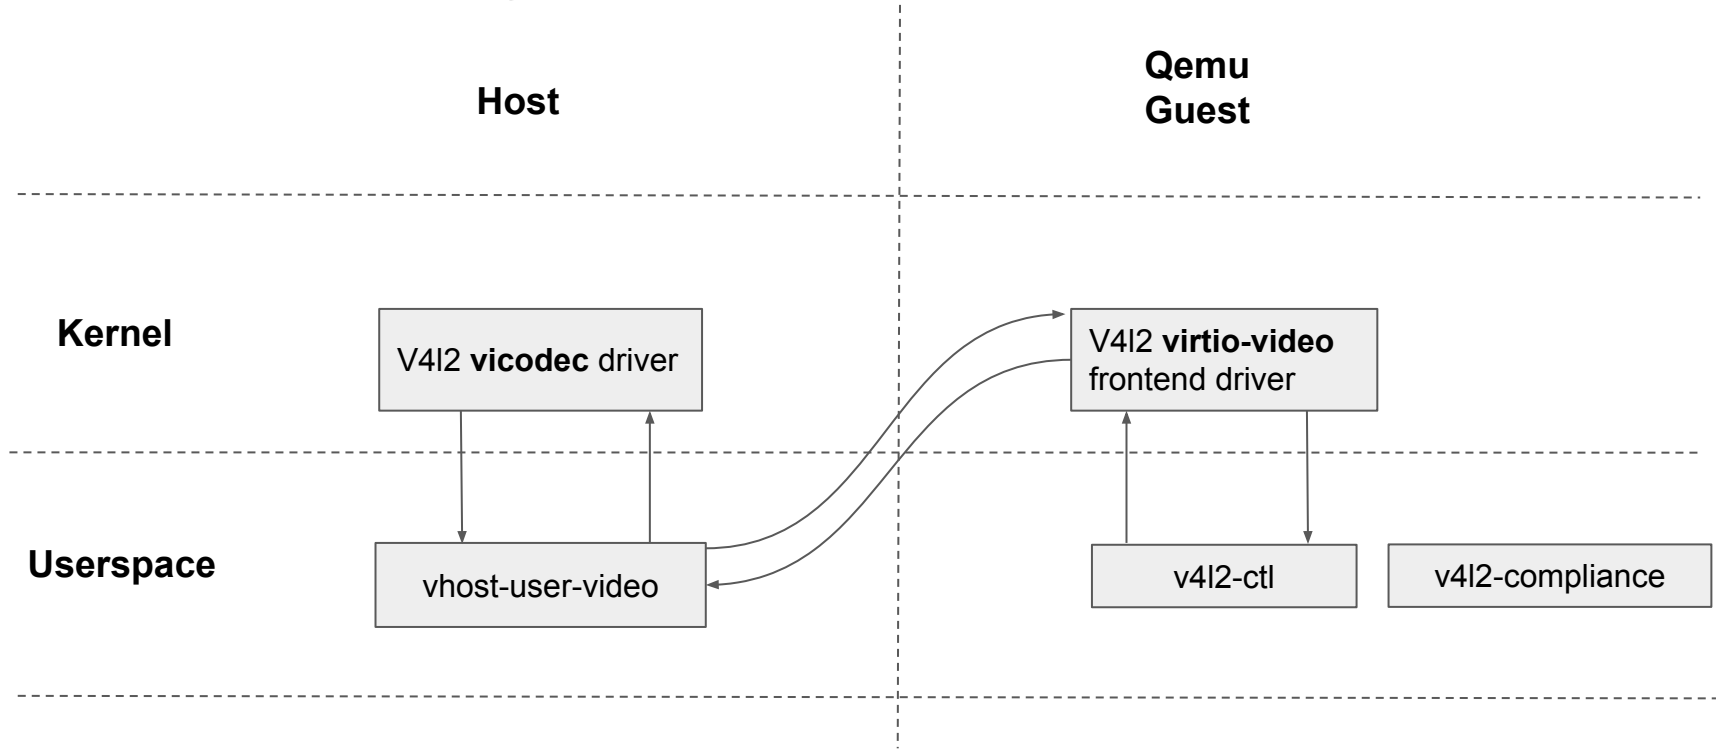 Host
Qemu
Guest
Kernel
V4l2 vicodec driver
V4l2 virtio-video
frontend driver
Userspace
vhost-user-video
v4l2-ctl
v4l2-compliance